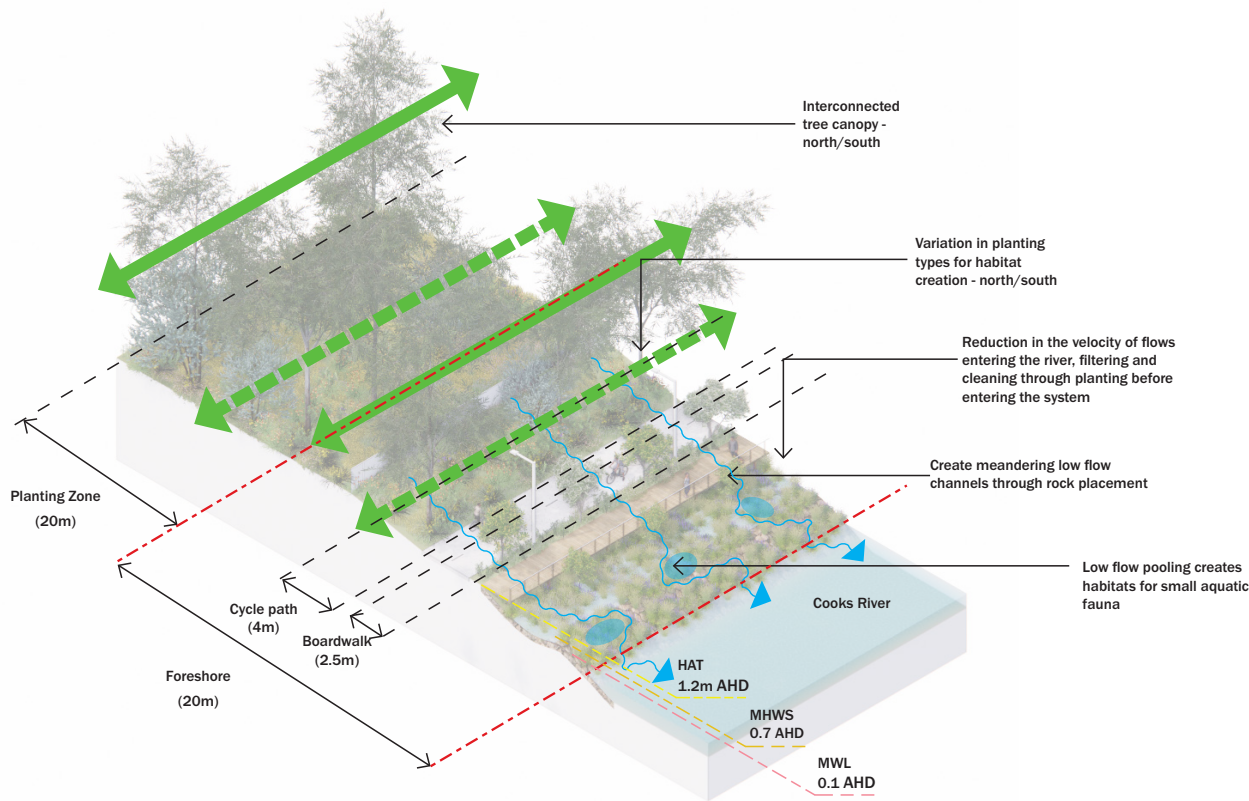 Interconnected
tree canopy -
north/south
Variation in planting
types for habitat
creation - north/south
Reduction in the velocity of flows
entering the river, filtering and
cleaning through planting before
entering the system
Create meandering low flow
channels through rock placement
Low flow pooling creates
habitats for small aquatic
fauna
Planting Zone
(20m)
Cycle path
(4m)
Boardwalk
(2.5m)
Foreshore
(20m)
Cooks River
HAT
1.2m AHD
MHWS
0.7 AHD
MWL
0.1 AHD